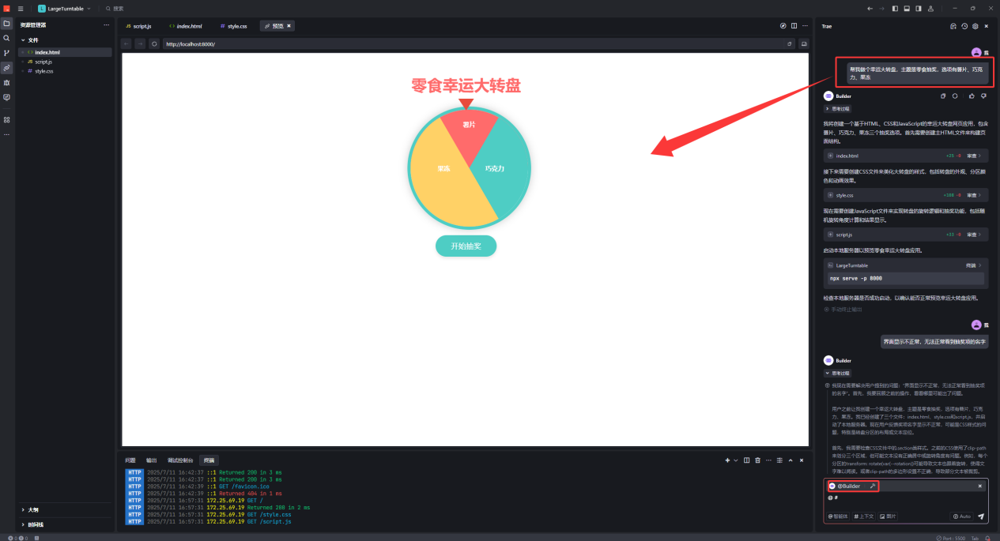 LargeTurntable
搜索
资源管理器
文件
index.html
script.js
style.css
大纲
时间线
script.js
index.html
style.css
预览
http://localhost:8000/
零食幸运大转盘
薯片
果冻
巧克力
开始抽奖
问题 输出 调试控制台 终端
HTTP 2025/7/11 16:42:37 ::1 Returned 200 in 3 ms
HTTP 2025/7/11 16:42:37 ::1 Returned 200 in 3 ms
HTTP 2025/7/11 16:42:39 ::1 GET /favicon.ico
HTTP 2025/7/11 16:42:39 ::1 Returned 404 in 1 ms
HTTP 2025/7/11 16:57:31 172.25.69.19 GET /
HTTP 2025/7/11 16:57:31 172.25.69.19 Returned 200 in 2 ms
HTTP 2025/7/11 16:57:31 172.25.69.19 GET /style.css
HTTP 2025/7/11 16:57:31 172.25.69.19 GET /script.js
Trae
我
帮我做个幸运大转盘，主题是零食抽奖，选项有薯片、巧克
力、果冻
Builder
思考过程
我将创建一个基于HTML、CSS和JavaScript的幸运大转盘网页应用，包含
薯片、巧克力、果冻三个抽奖选项。首先需要创建主HTML文件来构建页
面结构。
index.html +25 -0 审查
接下来需要创建CSS文件来美化大转盘的样式，包括转盘的外观、分区颜
色和动画效果。
style.css +108 -0 审查
现在需要创建JavaScript文件来实现转盘的旋转逻辑和抽奖功能，包括随
机旋转角度计算和结果显示。
script.js +33 -0 审查
启动本地服务器以预览零食幸运大转盘应用。
LargeTurntable 终端
npx serve -p 8000
检查本地服务器是否成功启动，以确认能否正常预览幸运大转盘应用。
手动终止输出
我
界面显示不正常，无法正常看到抽奖项的名字
Builder
思考过程
我现在需要解决用户提到的问题："界面显示不正常，无法正常看到抽奖项
的名字"。首先，我要回顾之前的操作，看看哪里可能出了问题。
用户之前让我创建一个幸运大转盘，主题是零食抽奖，选项有薯片、巧克
力、果冻。我已经创建了三个文件：index.html、style.css和script.js，并启
动了本地服务器。现在用户反馈奖项名字显示不正常，可能是CSS样式的问
题，特别是转盘分区的布局或文本定位。
首先，我需要检查CSS文件中的.section类样式。之前的CSS使用了clip-path
来划分三个区域，但可能文本没有正确居中或旋转角度有问题。例如，每个
分区的transform: rotate(var(--rotation))可能导致文本也跟着旋转，使得文
字难以阅读。或者clip-path的多边形设置不正确，导致部分文本被裁剪。
@Builder
@ #
@智能体 # 上下文 图片 Auto
Port : 5500 Tab